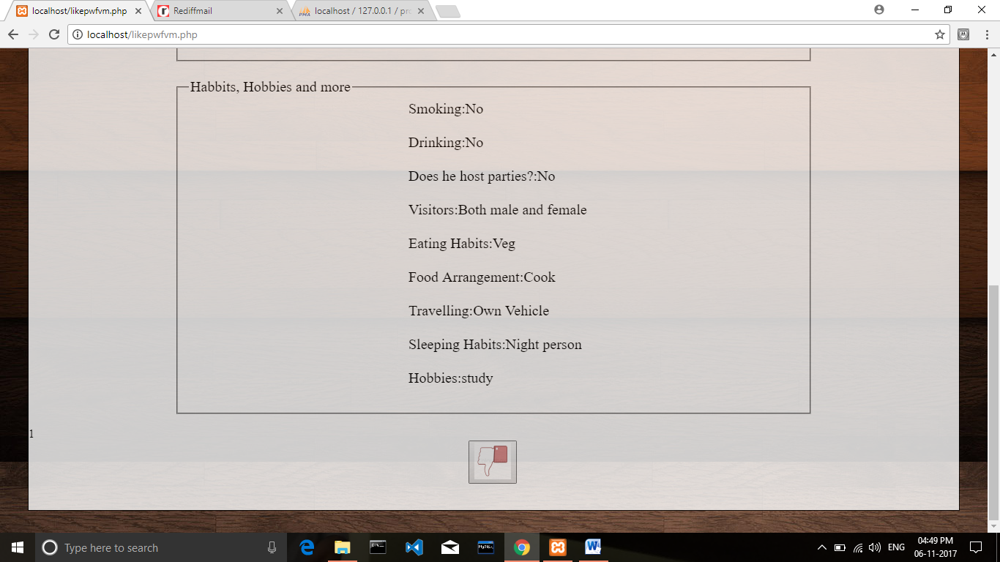 localhost/likepwfvm.php
Rediffmail
localhost / 127.0.0.1 / pro
localhost/likepwfvm.php
Habbits, Hobbies and more
Smoking:No
Drinking:No
Does he host parties?:No
Visitors:Both male and female
Eating Habits:Veg
Food Arrangement:Cook
Travelling:Own Vehicle
Sleeping Habits:Night person
Hobbies:study
1
Type here to search
ENG
04:49 PM
06-11-2017